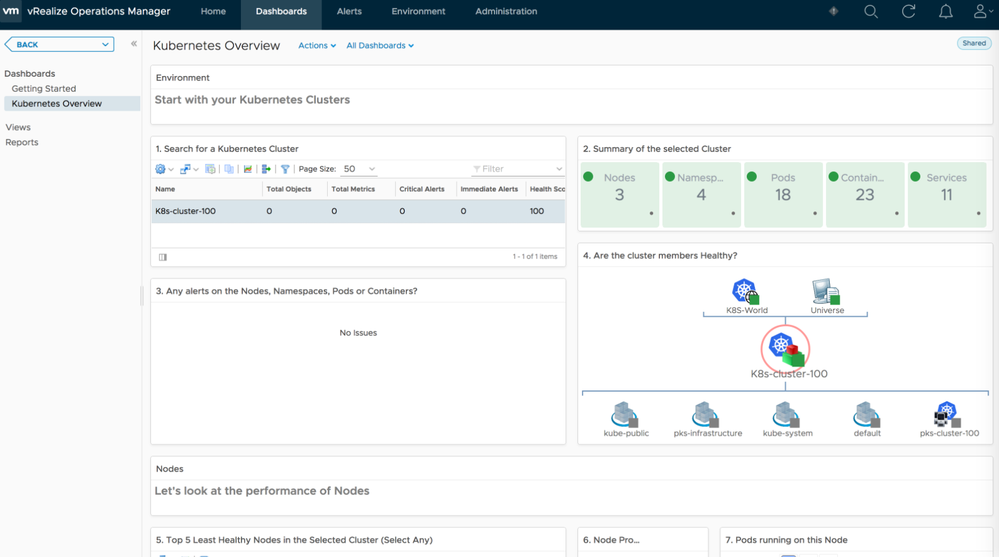 vm vRealize Operations Manager Home Dashboards Alerts Environment Administration
BACK
Kubernetes Overview Actions All Dashboards Shared
Dashboards
Getting Started
Kubernetes Overview
Views
Reports
Environment
Start with your Kubernetes Clusters
1. Search for a Kubernetes Cluster
Page Size: 50 Filter
Name Total Objects Total Metrics Critical Alerts Immediate Alerts Health Sco
K8s-cluster-100 0 0 0 0 100
1 - 1 of 1 items
2. Summary of the selected Cluster
Nodes Namesp... Pods Contain... Services
3 4 18 23 11
3. Any alerts on the Nodes, Namespaces, Pods or Containers?
No Issues
4. Are the cluster members Healthy?
K8S-World Universe
K8s-cluster-100
kube-public pks-infrastructure kube-system default pks-cluster-100
Nodes
Let's look at the performance of Nodes
5. Top 5 Least Healthy Nodes in the Selected Cluster (Select Any)
6. Node Pro...
7. Pods running on this Node